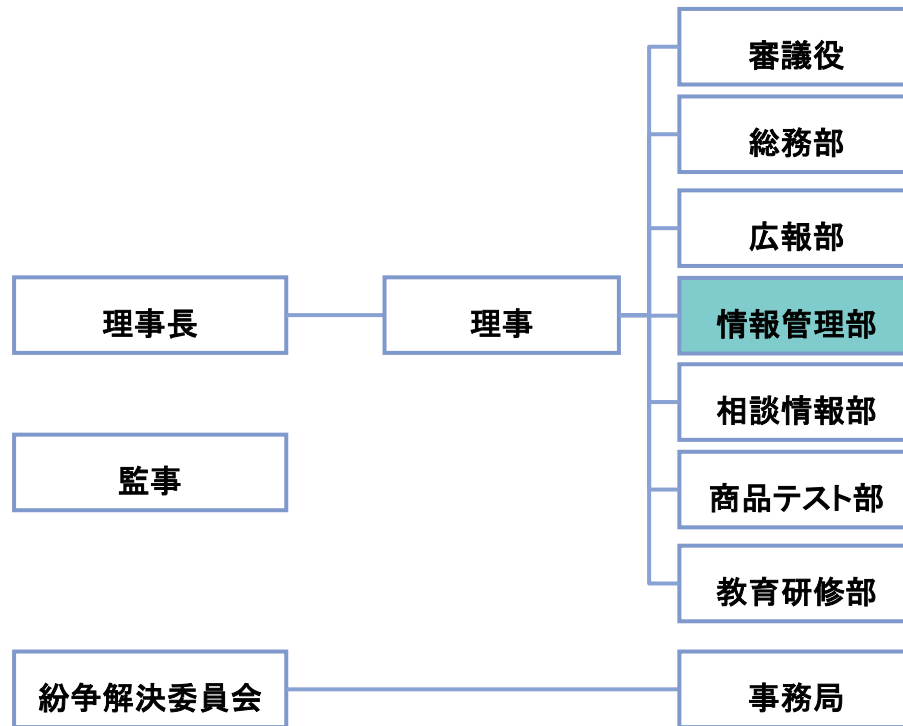 審議役
総務部
広報部
理事長
理事
情報管理部
相談情報部
監事
商品テスト部
教育研修部
紛争解決委員会
事務局